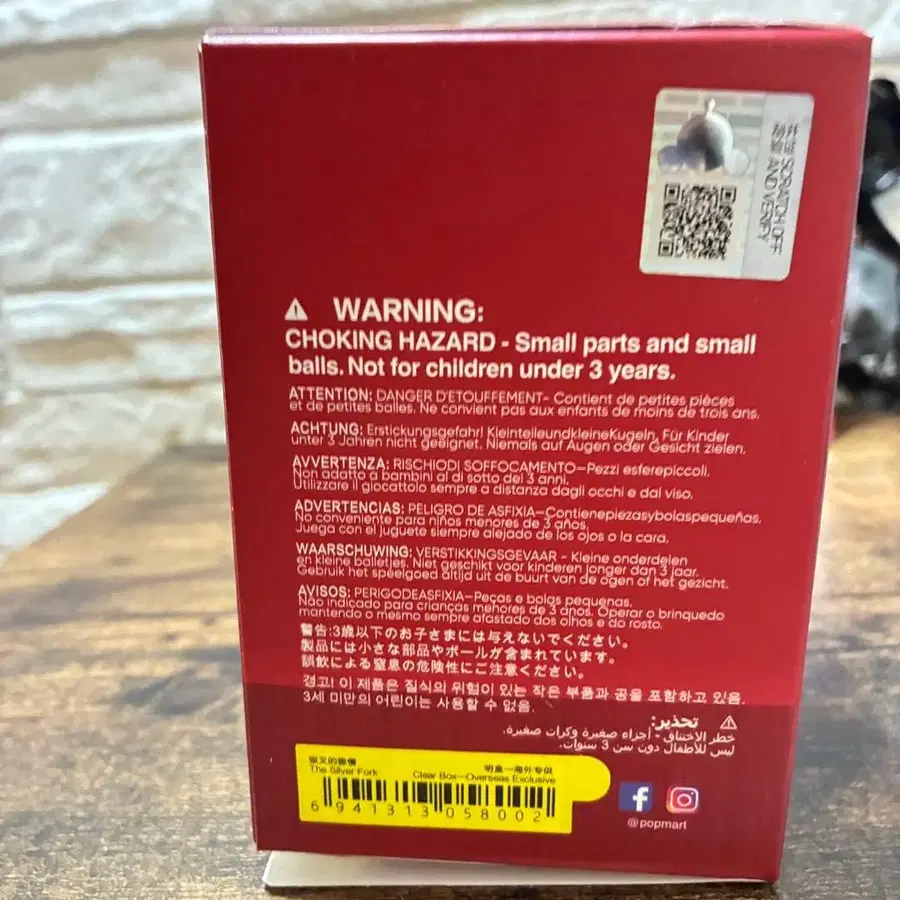 SCRATCH OFF
AND VERIFY
WARNING:
CHOKING HAZARD - Small parts and small
balls. Not for children under 3 years.
ATTENTION: DANGER D'ETOUFFEMENT- Contient de petites pièces
et de petites balles. Ne convient pas aux enfants de moins de trois ans.
ACHTUNG: Erstickungsgefahr! KleinteileundkleineKugeln, Für Kinder
unter 3 Jahren nicht geeignet. Niemals auf Augen oder Gesicht zielen.
AVVERTENZA: RISCHIODI SOFFOCAMENTO—Pezzi esferepiccoli.
Non adatto a bambini al di sotto dei 3 anni.
Utilizzare il giocattolo sempre a distanza dagli occhi e dal viso.
ADVERTENCIAS: PELIGRO DE ASFIXIA—Contienepiezasybolaspequeñas.
No conveniente para niños menores de 3 años.
Juega con el juguete siempre alejado de los ojos o la cara.
WAARSCHUWING: VERSTIKKINGSGEVAAR - Kleine onderdelen
en kleine balletjes. Niet geschikt voor kinderen jonger dan 3 jaar.
Gebruik het speelgoed altijd uit de buurt van de ogen of het gezicht.
AVISOS: PERIGODEASFIXIA—Peças e bolas pequenas.
Não indicado para crianças menores de 3 anos. Operar o brinquedo
mantendo o mesmo sempre afastado dos olhos e do rosto.
警告:3歳以下のお子さまには与えないでください。
製品には小さな部品やボールが含まれています。
誤飲による窒息の危険性にご注意ください。
경고! 이 제품은 질식의 위험이 있는 작은 부품과 공을 포함하고 있음.
3세 미만의 어린이는 사용할 수 없음.
تحذير:
خطر الاختناق - أجزاء صغيرة وكرات صغيرة.
ليس للأطفال دون سن 3 سنوات.
明盒—海外专供
The Silver Fork
Clear Box—Overseas Exclusive
6 941313 058002
@popmart